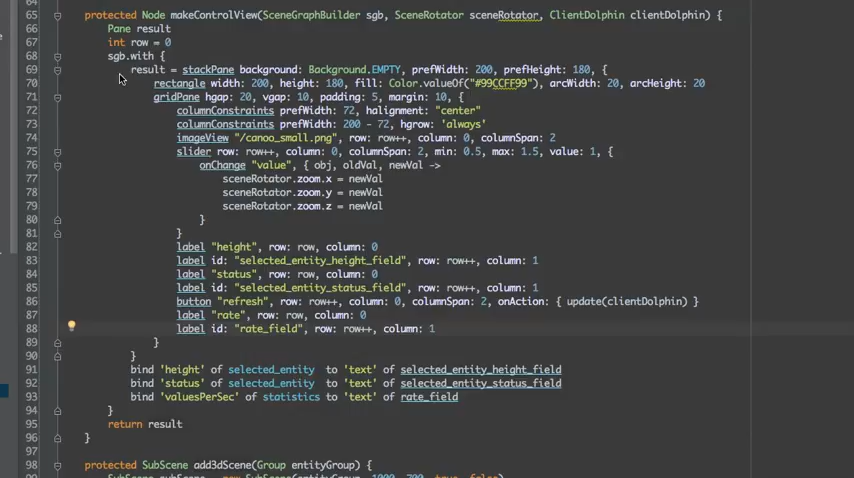 64
65 protected Node makeControlView(SceneGraphBuilder sgb, SceneRotator sceneRotator, ClientDolphin clientDolphin) {
66 Pane result
67 int row = 0
68 sgb.with {
69 result = stackPane background: Background.EMPTY, prefWidth: 200, prefHeight: 180, {
70 rectangle width: 200, height: 180, fill: Color.valueOf("#99CCFF99"), arcWidth: 20, arcHeight: 20
71 gridPane hgap: 20, vgap: 10, padding: 5, margin: 10, {
72 columnConstraints prefWidth: 72, halignment: "center"
73 columnConstraints prefWidth: 200 - 72, hgrow: 'always'
74 imageView "/canoo_small.png", row: row++, column: 0, columnSpan: 2
75 slider row: row++, column: 0, columnSpan: 2, min: 0.5, max: 1.5, value: 1, {
76 onChange "value", { obj, oldVal, newVal ->
77 sceneRotator.zoom.x = newVal
78 sceneRotator.zoom.y = newVal
79 sceneRotator.zoom.z = newVal
80 }
81 }
82 label "height", row: row, column: 0
83 label id: "selected_entity_height_field", row: row++, column: 1
84 label "status", row: row, column: 0
85 label id: "selected_entity_status_field", row: row++, column: 1
86 button "refresh", row: row++, column: 0, columnSpan: 2, onAction: { update(clientDolphin) }
87 label "rate", row: row, column: 0
88 label id: "rate_field", row: row++, column: 1
89 }
90 }
91 bind 'height' of selected_entity to 'text' of selected_entity_height_field
92 bind 'status' of selected_entity to 'text' of selected_entity_status_field
93 bind 'valuesPerSec' of statistics to 'text' of rate_field
94 }
95 return result
96 }
97
98 protected SubScene add3dScene(Group entityGroup) {